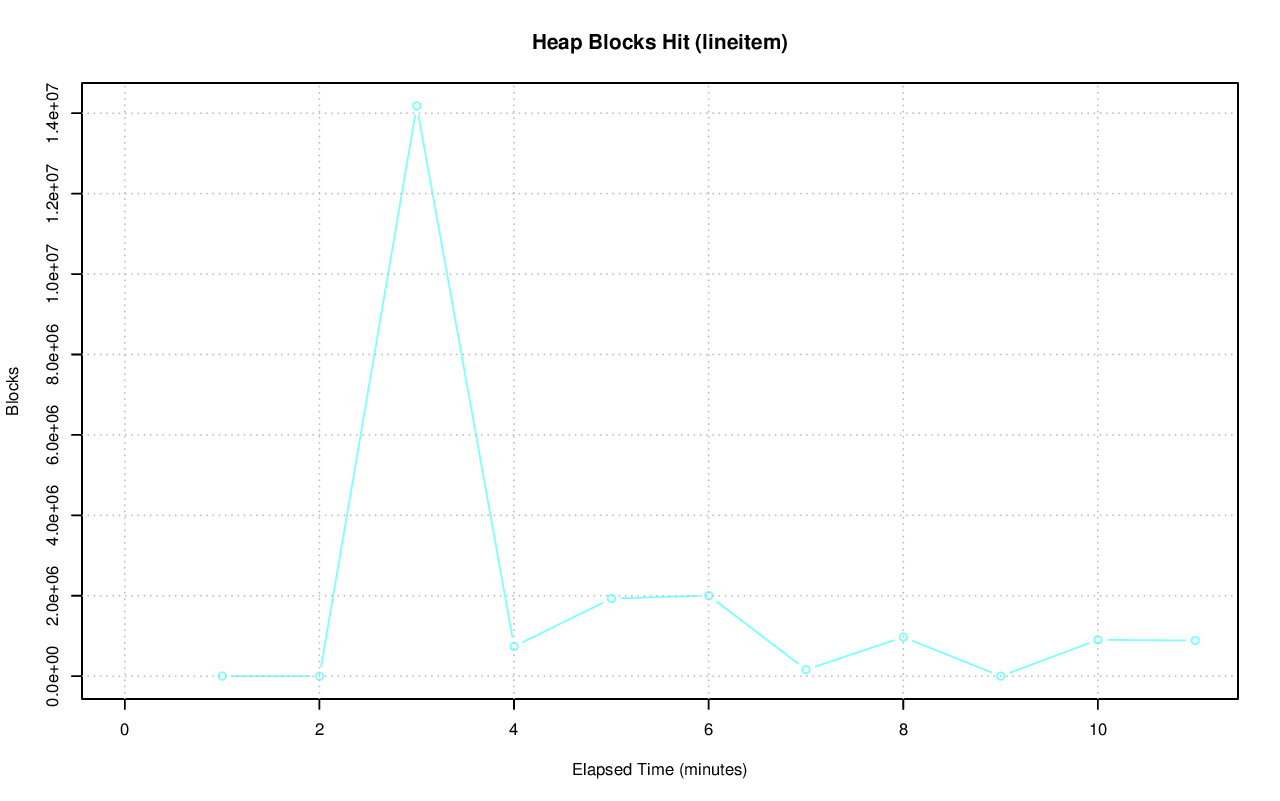 Heap Blocks Hit (lineitem)
1.4e+07
1.2e+07
1.0e+07
8.0e+06
6.0e+06
4.0e+06
2.0e+06
0.0e+00
Blocks
0 2 4 6 8 10
Elapsed Time (minutes)